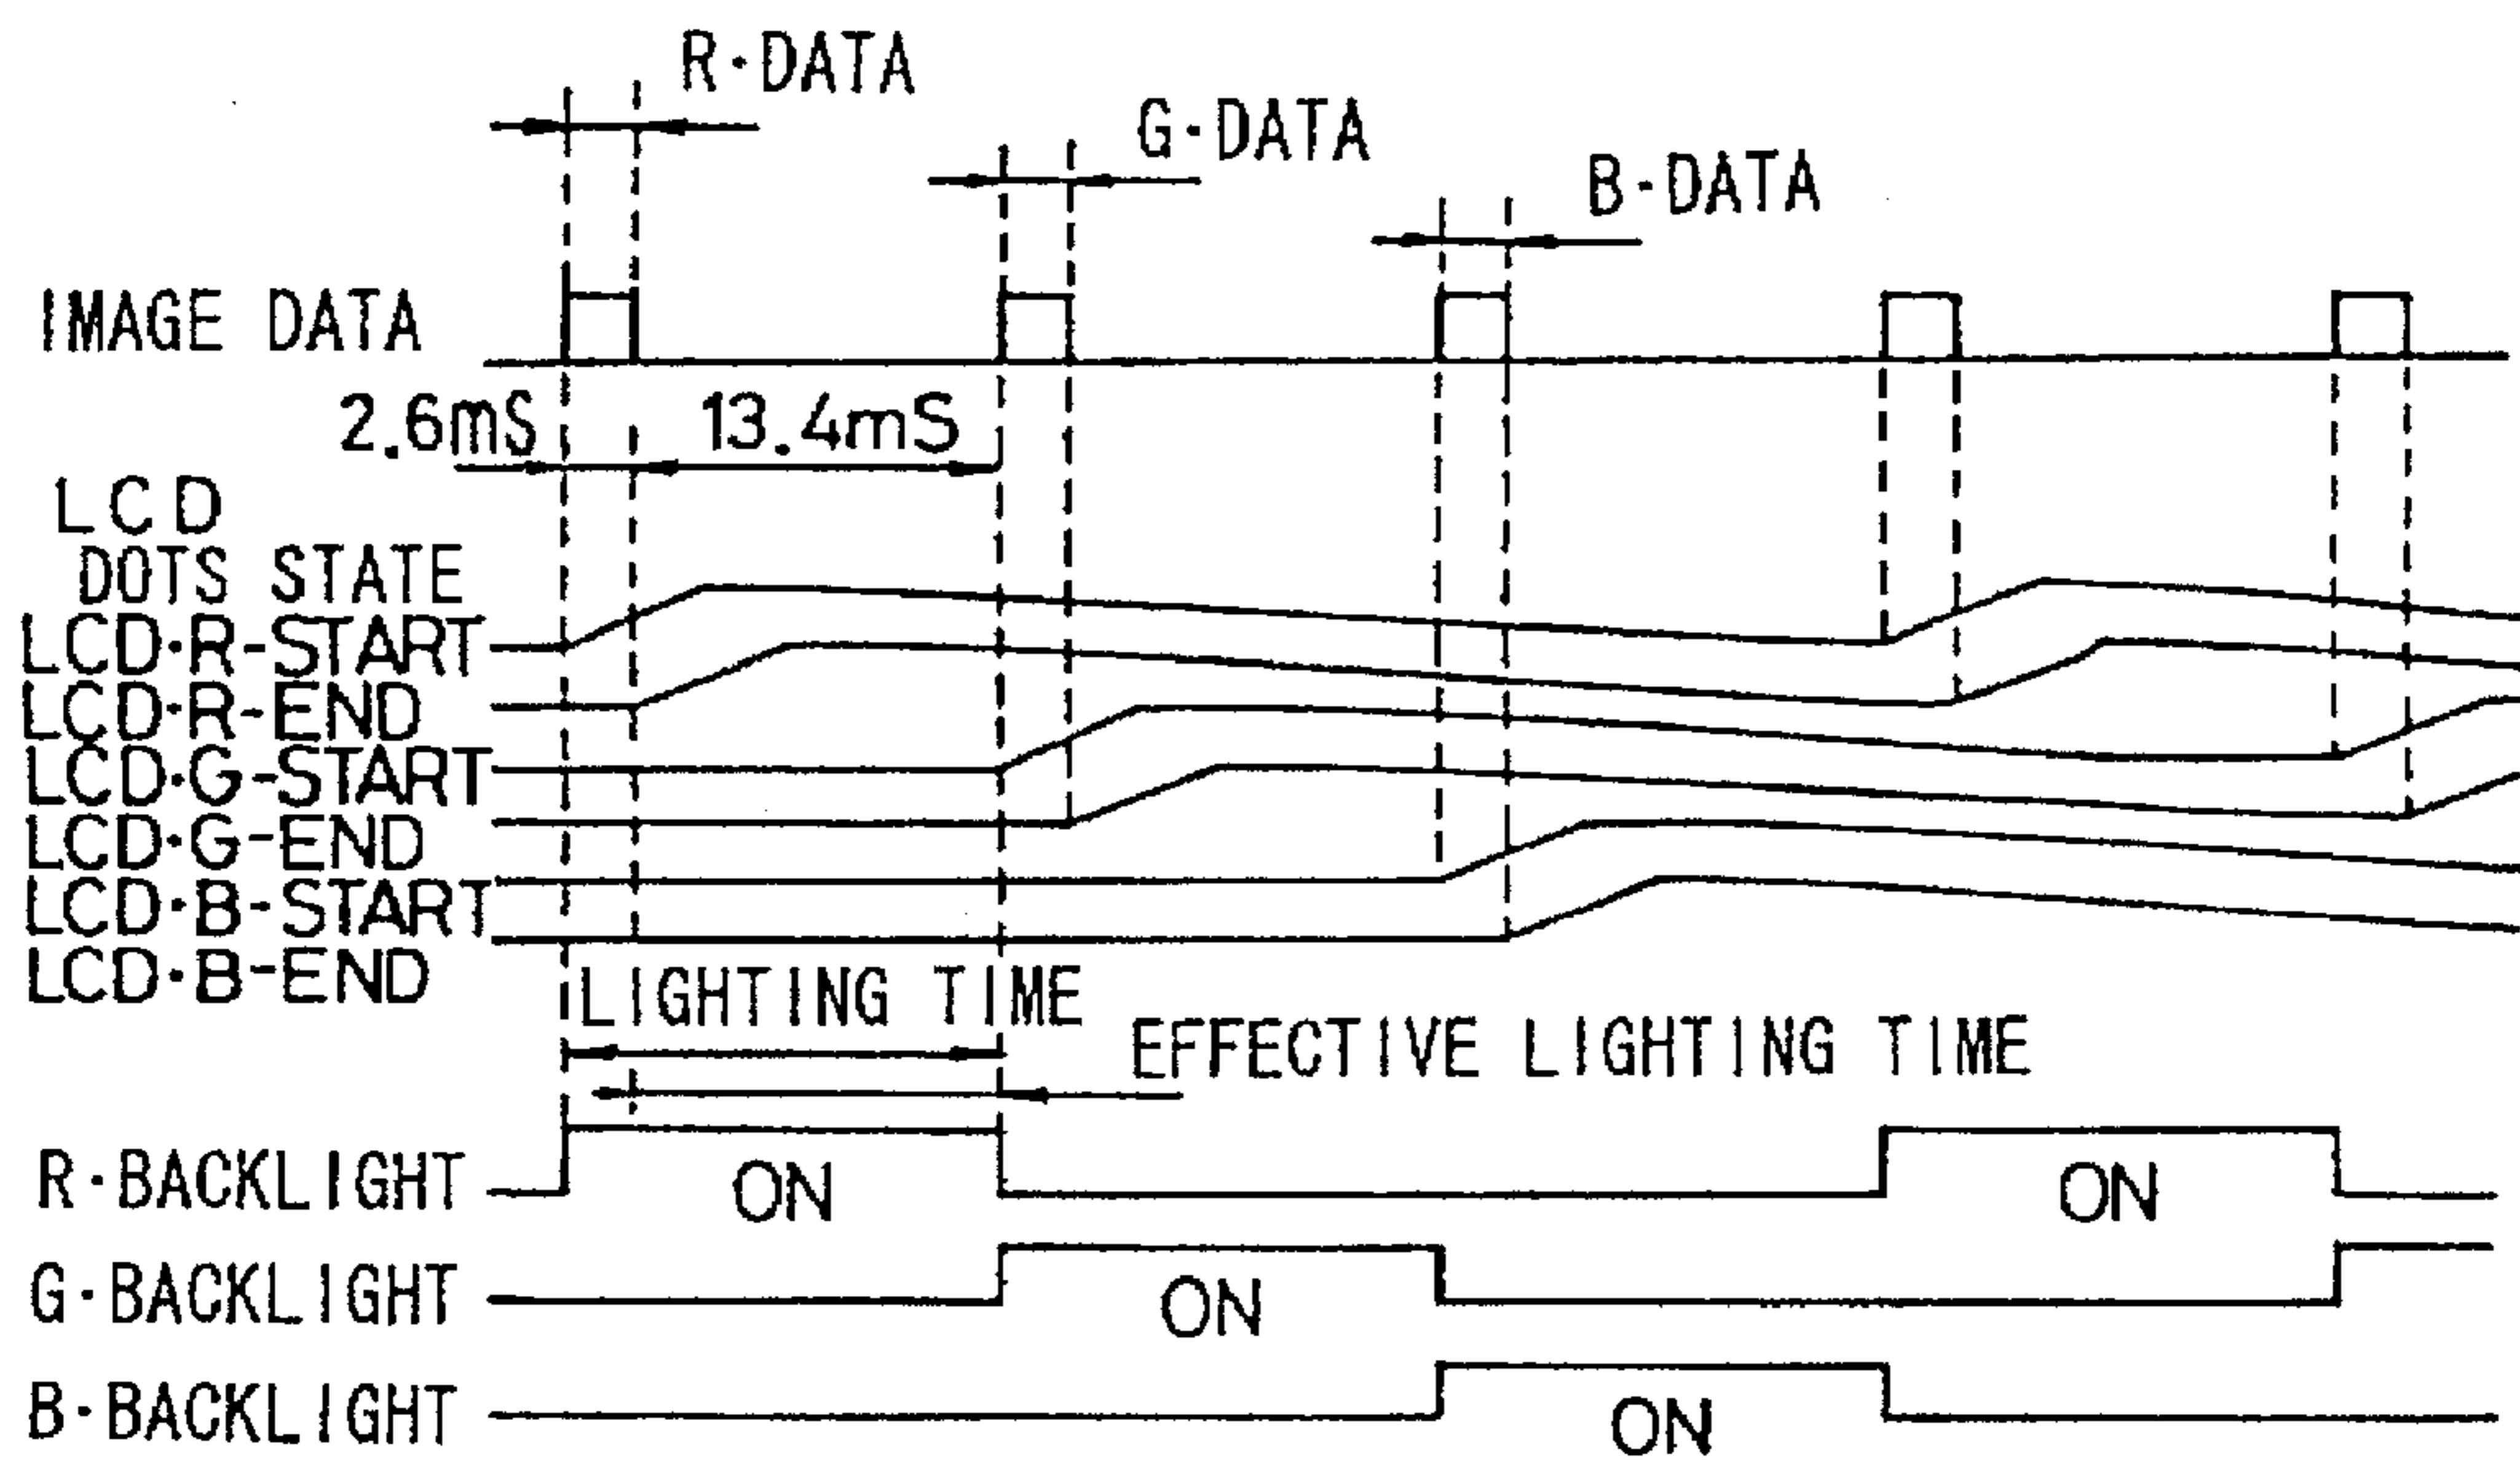 R·DATA
G·DATA
B·DATA
IMAGE DATA
2.6mS
13.4mS
LCD
DOTS STATE
LCD·R-START
LCD·R-END
LCD·G-START
LCD·G-END
LCD·B-START
LCD·B-END
LIGHTING TIME
EFFECTIVE LIGHTING TIME
R·BACKLIGHT
ON
ON
G·BACKLIGHT
ON
B·BACKLIGHT
ON